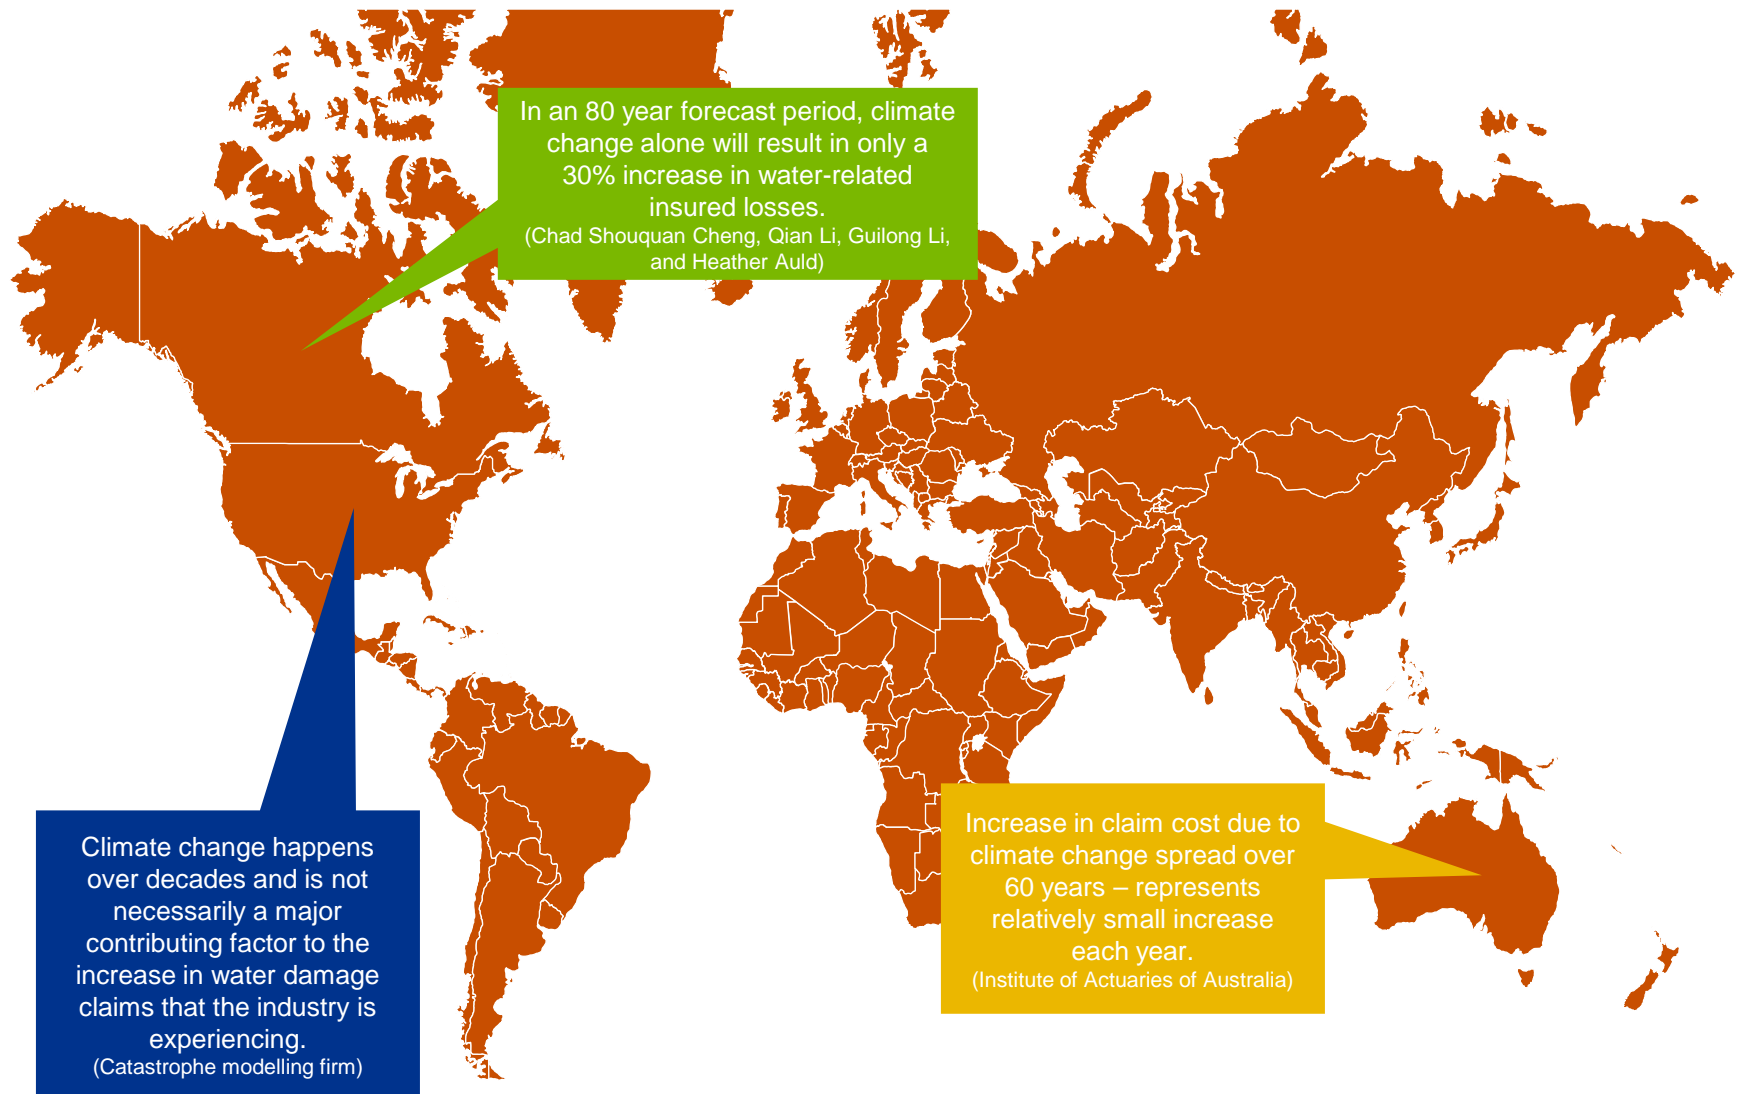 In an 80 year forecast period, climate
change alone will result in only a
30% increase in water-related
insured losses.
(Chad Shouquan Cheng, Qian Li, Guilong Li,
and Heather Auld)
Climate change happens
over decades and is not
necessarily a major
contributing factor to the
increase in water damage
claims that the industry is
experiencing.
(Catastrophe modelling firm)
Increase in claim cost due to
climate change spread over
60 years – represents
relatively small increase
each year.
(Institute of Actuaries of Australia)